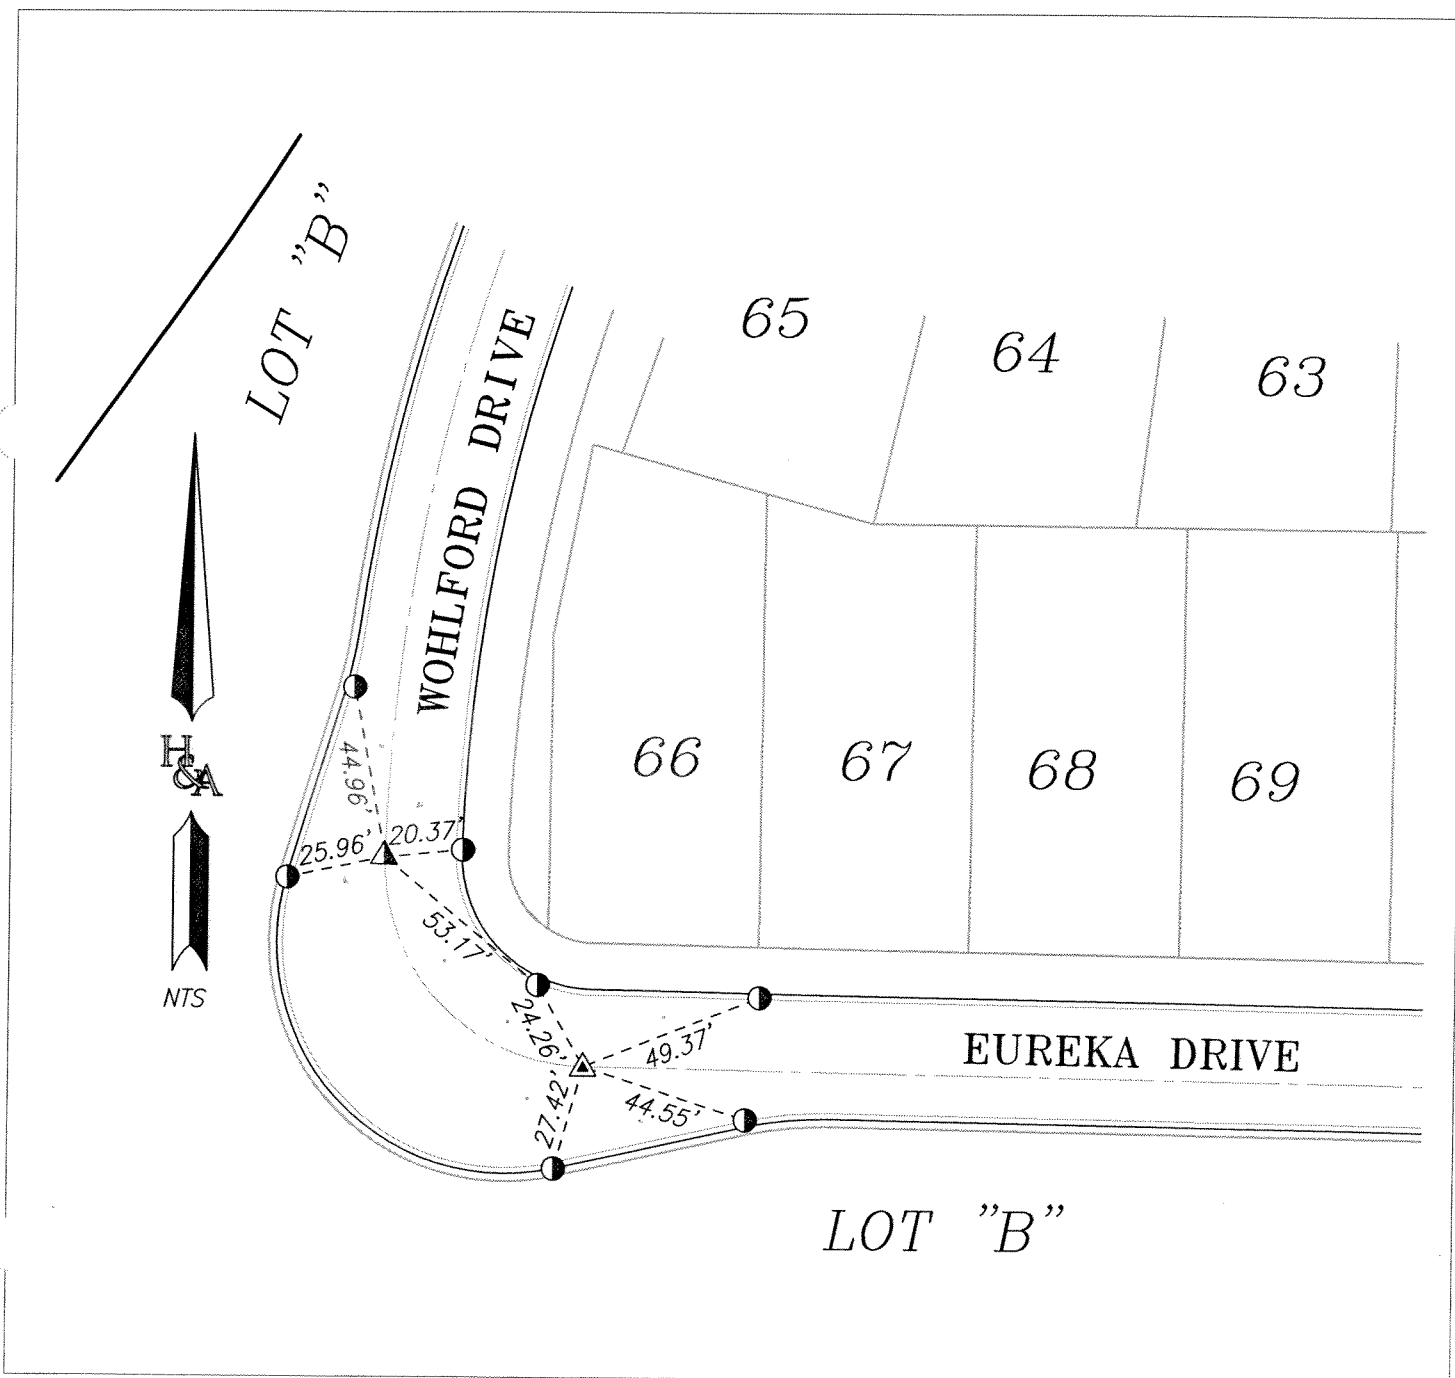 LOT "B"
WOHLFORD DRIVE
65
64
63
66
67
68
69
H&A
NTS
44.96'
25.96'
20.37'
53.17'
24.26'
49.37'
44.55'
27.42'
EUREKA DRIVE
LOT "B"